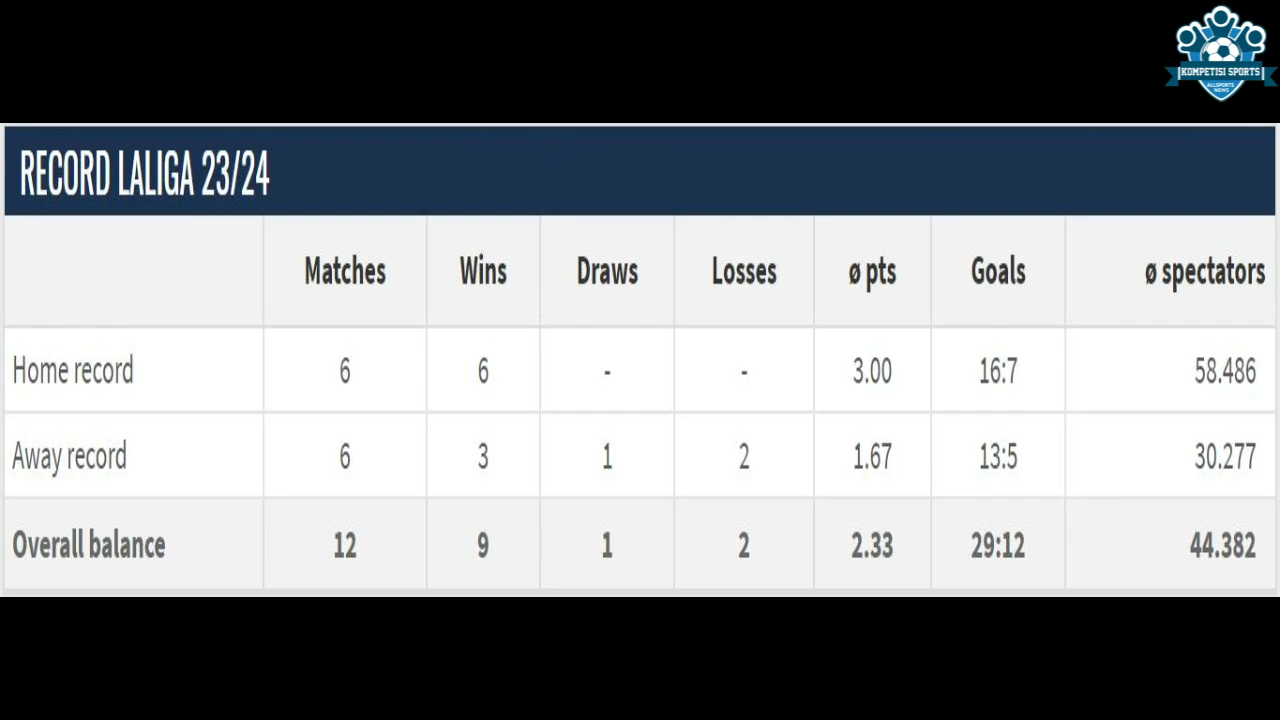 KOMPETISI SPORTS
ALLSPORTS
NEWS
RECORD LALIGA 23/24
Matches Wins Draws Losses ø pts Goals ø spectators
Home record 6 6 - - 3.00 16:7 58.486
Away record 6 3 1 2 1.67 13:5 30.277
Overall balance 12 9 1 2 2.33 29:12 44.382